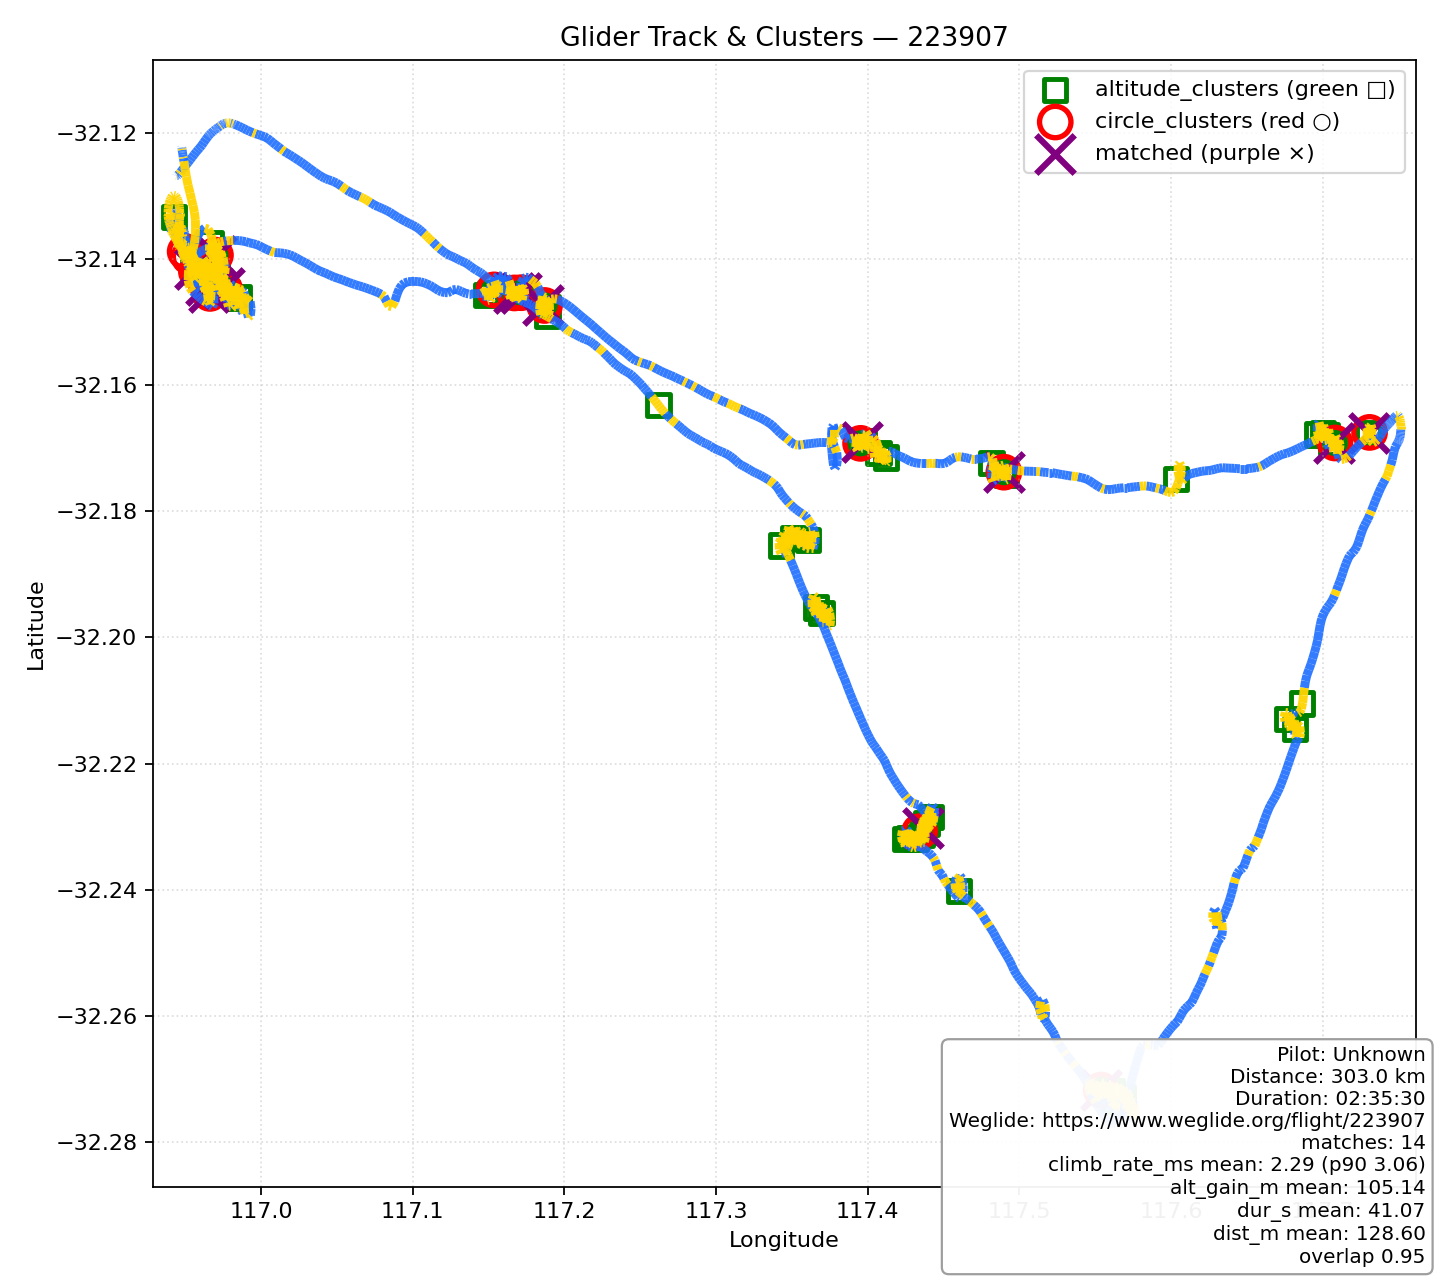 Glider Track & Clusters — 223907
altitude_clusters (green □)
circle_clusters (red ○)
matched (purple ×)
−32.12
−32.14
−32.16
−32.18
−32.20
−32.22
−32.24
−32.26
−32.28
Latitude
117.0
117.1
117.2
117.3
117.4
117.5
117.6
Longitude
Pilot: Unknown
Distance: 303.0 km
Duration: 02:35:30
Weglide: https://www.weglide.org/flight/223907
matches: 14
climb_rate_ms mean: 2.29 (p90 3.06)
alt_gain_m mean: 105.14
dur_s mean: 41.07
dist_m mean: 128.60
overlap 0.95